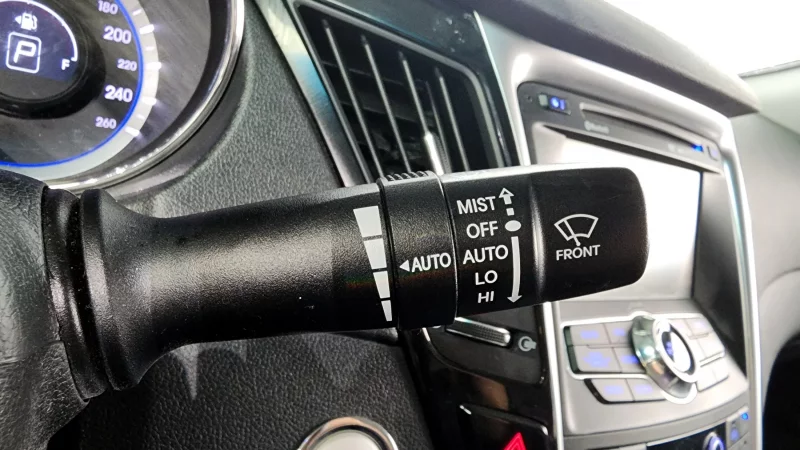 180
200
220
240
260
P
F
MIST
OFF
AUTO
LO
HI
◀AUTO
FRONT